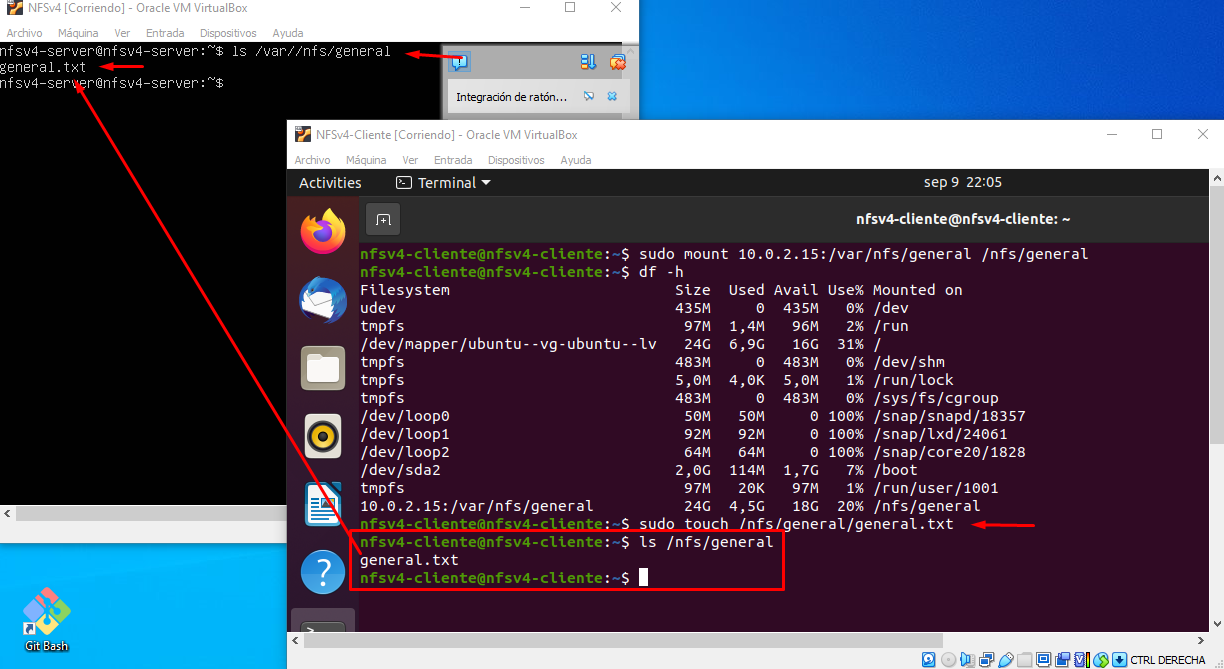 NFSv4 [Corriendo] - Oracle VM VirtualBox
Archivo Máquina Ver Entrada Dispositivos Ayuda
nfsv4-server@nfsv4-server:~$ ls /var//nfs/general
general.txt
nfsv4-server@nfsv4-server:~$
Integración de ratón...
NFSv4-Cliente [Corriendo] - Oracle VM VirtualBox
Archivo Máquina Ver Entrada Dispositivos Ayuda
Activities Terminal sep 9 22:05
nfsv4-cliente@nfsv4-cliente: ~
nfsv4-cliente@nfsv4-cliente:~$ sudo mount 10.0.2.15:/var/nfs/general /nfs/general
nfsv4-cliente@nfsv4-cliente:~$ df -h
Filesystem Size Used Avail Use% Mounted on
udev 435M 0 435M 0% /dev
tmpfs 97M 1,4M 96M 2% /run
/dev/mapper/ubuntu--vg-ubuntu--lv 24G 6,9G 16G 31% /
tmpfs 483M 0 483M 0% /dev/shm
tmpfs 5,0M 4,0K 5,0M 1% /run/lock
tmpfs 483M 0 483M 0% /sys/fs/cgroup
/dev/loop0 50M 50M 0 100% /snap/snapd/18357
/dev/loop1 92M 92M 0 100% /snap/lxd/24061
/dev/loop2 64M 64M 0 100% /snap/core20/1828
/dev/sda2 2,0G 114M 1,7G 7% /boot
tmpfs 97M 20K 97M 1% /run/user/1001
10.0.2.15:/var/nfs/general 24G 4,5G 18G 20% /nfs/general
nfsv4-cliente@nfsv4-cliente:~$ sudo touch /nfs/general/general.txt
nfsv4-cliente@nfsv4-cliente:~$ ls /nfs/general
general.txt
nfsv4-cliente@nfsv4-cliente:~$
Git Bash
CTRL DERECHA